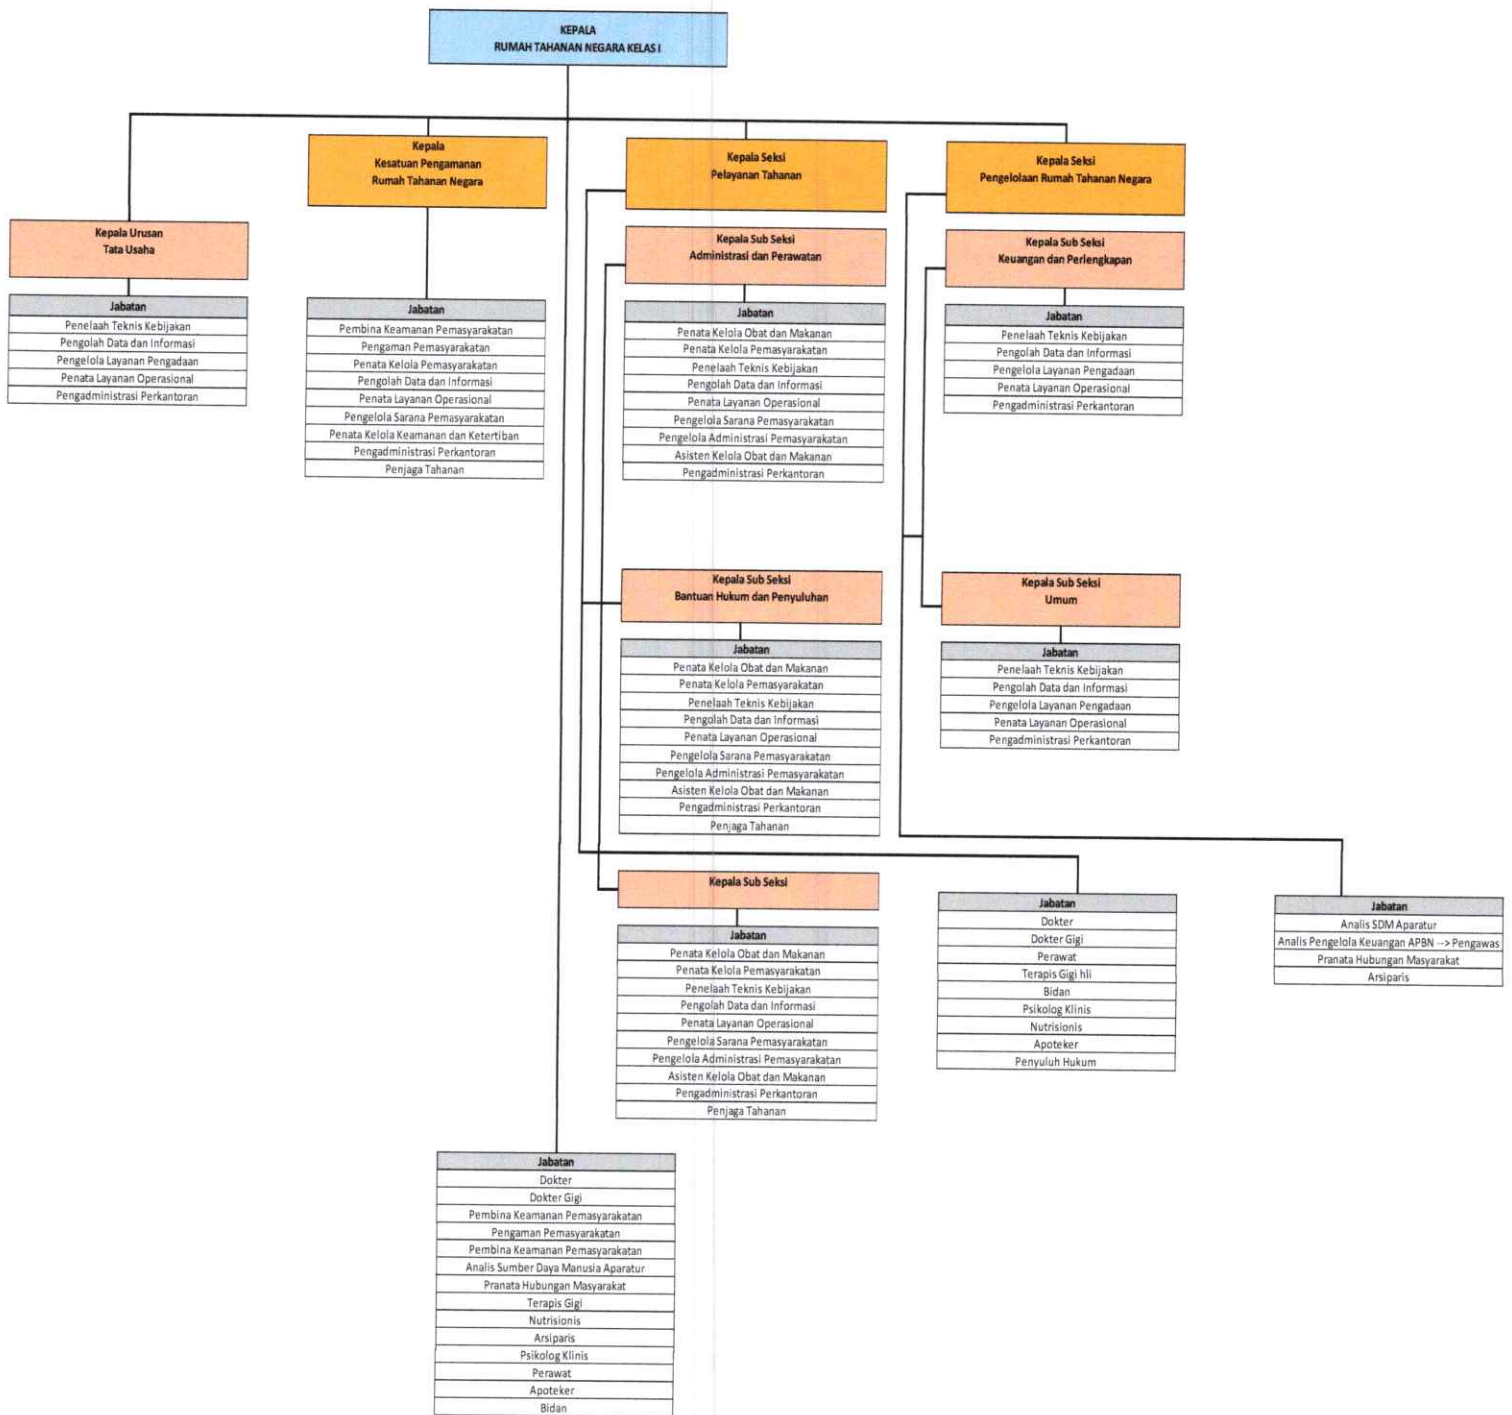 KEPALA
RUMAH TAHANAN NEGARA KELAS I
Kepala
Kesatuan Pengamanan
Rumah Tahanan Negara
Kepala Seksi
Pelayanan Tahanan
Kepala Seksi
Pengelolaan Rumah Tahanan Negara
Kepala Urusan
Tata Usaha
Jabatan
Penelaah Teknis Kebijakan
Pengolah Data dan Informasi
Pengelola Layanan Pengadaan
Penata Layanan Operasional
Pengadministrasi Perkantoran
Jabatan
Pembina Keamanan Pemasyarakatan
Pengaman Pemasyarakatan
Penata Kelola Pemasyarakatan
Pengolah Data dan Informasi
Penata Layanan Operasional
Pengelola Sarana Pemasyarakatan
Penata Kelola Keamanan dan Ketertiban
Pengadministrasi Perkantoran
Penjaga Tahanan
Kepala Sub Seksi
Administrasi dan Perawatan
Jabatan
Penata Kelola Obat dan Makanan
Penata Kelola Pemasyarakatan
Penelaah Teknis Kebijakan
Pengolah Data dan Informasi
Penata Layanan Operasional
Pengelola Sarana Pemasyarakatan
Pengelola Administrasi Pemasyarakatan
Asisten Kelola Obat dan Makanan
Pengadministrasi Perkantoran
Kepala Sub Seksi
Keuangan dan Perlengkapan
Jabatan
Penelaah Teknis Kebijakan
Pengolah Data dan Informasi
Pengelola Layanan Pengadaan
Penata Layanan Operasional
Pengadministrasi Perkantoran
Kepala Sub Seksi
Bantuan Hukum dan Penyuluhan
Jabatan
Penata Kelola Obat dan Makanan
Penata Kelola Pemasyarakatan
Penelaah Teknis Kebijakan
Pengolah Data dan Informasi
Penata Layanan Operasional
Pengelola Sarana Pemasyarakatan
Pengelola Administrasi Pemasyarakatan
Asisten Kelola Obat dan Makanan
Pengadministrasi Perkantoran
Penjaga Tahanan
Kepala Sub Seksi
Umum
Jabatan
Penelaah Teknis Kebijakan
Pengolah Data dan Informasi
Pengelola Layanan Pengadaan
Penata Layanan Operasional
Pengadministrasi Perkantoran
Kepala Sub Seksi
Jabatan
Penata Kelola Obat dan Makanan
Penata Kelola Pemasyarakatan
Penelaah Teknis Kebijakan
Pengolah Data dan Informasi
Penata Layanan Operasional
Pengelola Sarana Pemasyarakatan
Pengelola Administrasi Pemasyarakatan
Asisten Kelola Obat dan Makanan
Pengadministrasi Perkantoran
Penjaga Tahanan
Jabatan
Dokter
Dokter Gigi
Perawat
Terapis Gigi hli
Bidan
Psikolog Klinis
Nutrisionis
Apoteker
Penyuluh Hukum
Jabatan
Analis SDM Aparatur
Analis Pengelola Keuangan APBN --> Pengawas
Pranata Hubungan Masyarakat
Arsiparis
Jabatan
Dokter
Dokter Gigi
Pembina Keamanan Pemasyarakatan
Pengaman Pemasyarakatan
Pembina Keamanan Pemasyarakatan
Analis Sumber Daya Manusia Aparatur
Pranata Hubungan Masyarakat
Terapis Gigi
Nutrisionis
Arsiparis
Psikolog Klinis
Perawat
Apoteker
Bidan